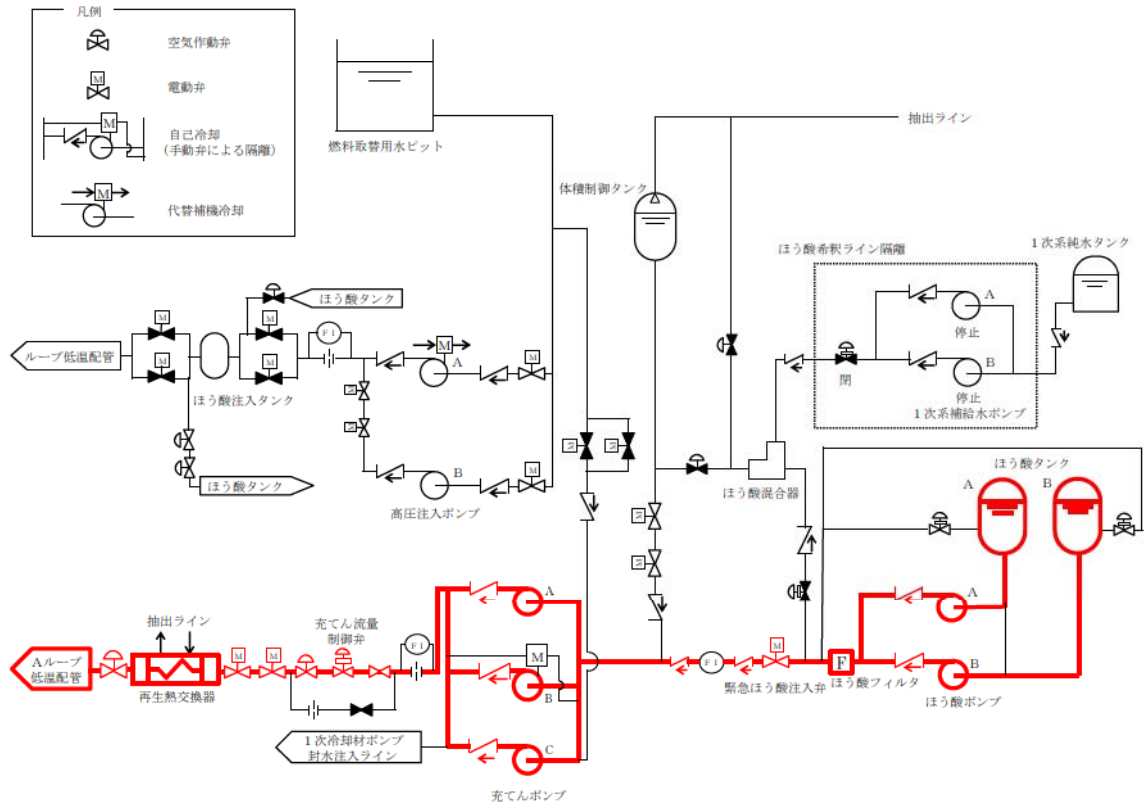 凡例
空気作動弁
M
電動弁
M
自己冷却
(手動弁による隔離)
M
代替補機冷却
燃料取替用水ピット
抽出ライン
体積制御タンク
ほう酸希釈ライン隔離
1次系純水タンク
A
停止
B
閉
停止
1次系補給水ポンプ
ほう酸タンク
M
M
F I
M
A
M
ループ低温配管
M
M
ほう酸注入タンク
M
M
ほう酸タンク
B
M
高圧注入ポンプ
M
M
ほう酸混合器
M
M
ほう酸タンク
A
B
抽出ライン
充てん流量
制御弁
F I
A
A
Aループ
低温配管
M
M
再生熱交換器
M
B
F I
M
緊急ほう酸注入弁
F
ほう酸フィルタ
B
ほう酸ポンプ
1次冷却材ポンプ
封水注入ライン
C
充てんポンプ